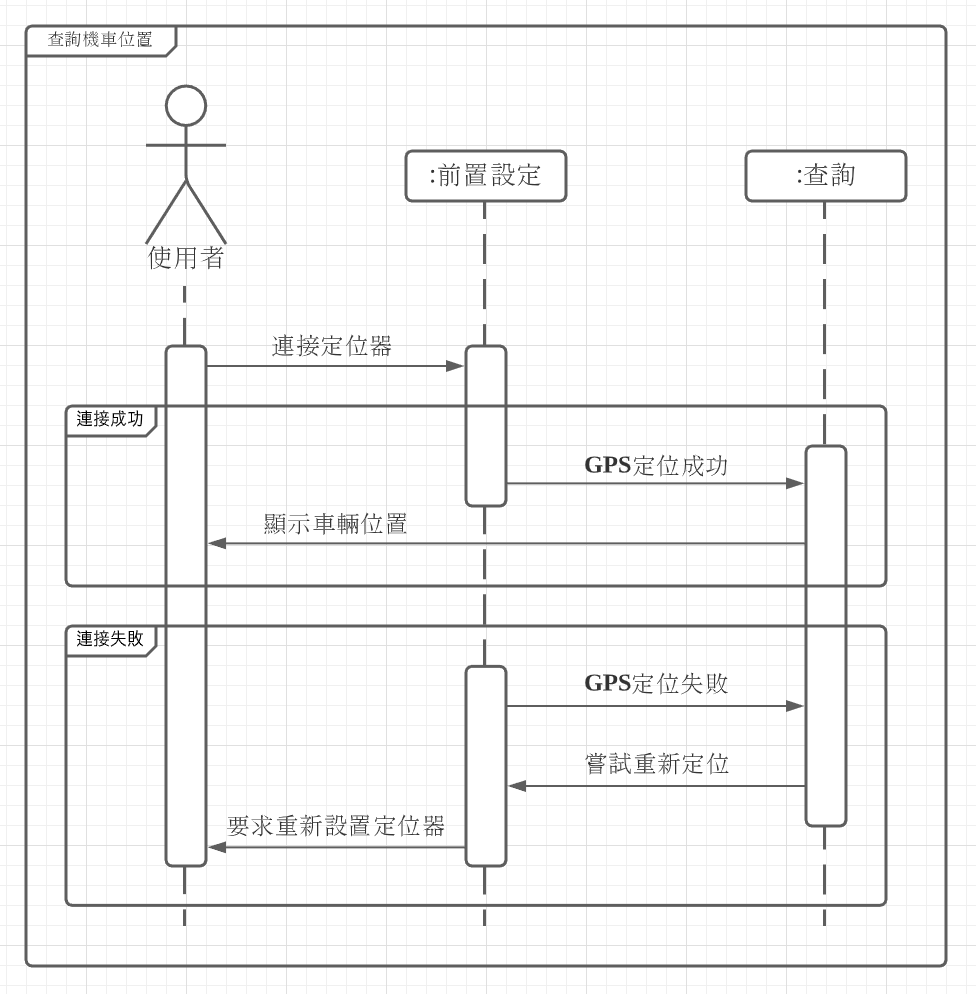 查詢機車位置
:前置設定
:查詢
使用者
連接定位器
連接成功
GPS定位成功
顯示車輛位置
連接失敗
GPS定位失敗
嘗試重新定位
要求重新設置定位器